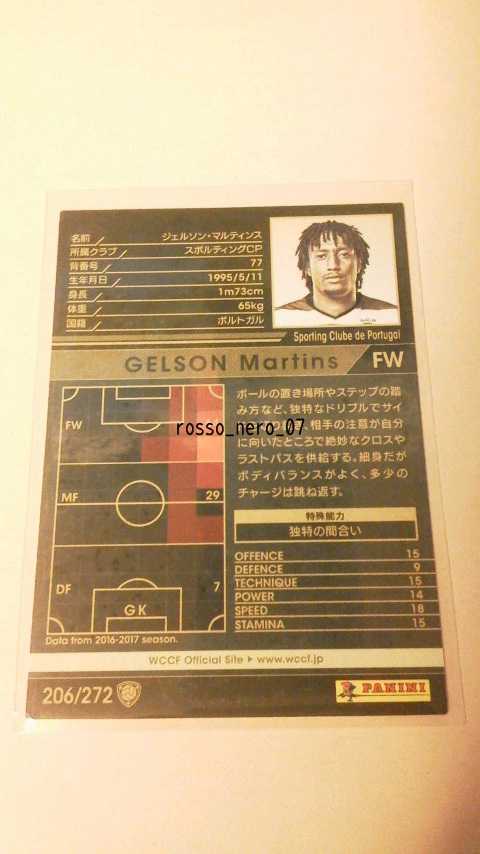 名前 ジェルソン・マルティンス
所属クラブ スポルティングCP
背番号 77
生年月日 1995/5/11
身長 1m73cm
体重 65kg
国籍 ポルトガル
Sporting Clube de Portugal
GELSON Martins FW
FW
MF 29
DF 7
GK
Data from 2016-2017 season.
ボールの置き場所やステップの踏
み方など、独特なドリブルでサイ
相手の注意が自分
に向いたところで絶妙なクロスや
ラストパスを供給する。細身だが
ボディバランスがよく、多少の
チャージは跳ね返す。
rosso_nero_07
特殊能力
独特の間合い
OFFENCE 15
DEFENCE 9
TECHNIQUE 15
POWER 14
SPEED 18
STAMINA 15
WCCF Official Site ▶ www.wccf.jp
206/272
PANINI